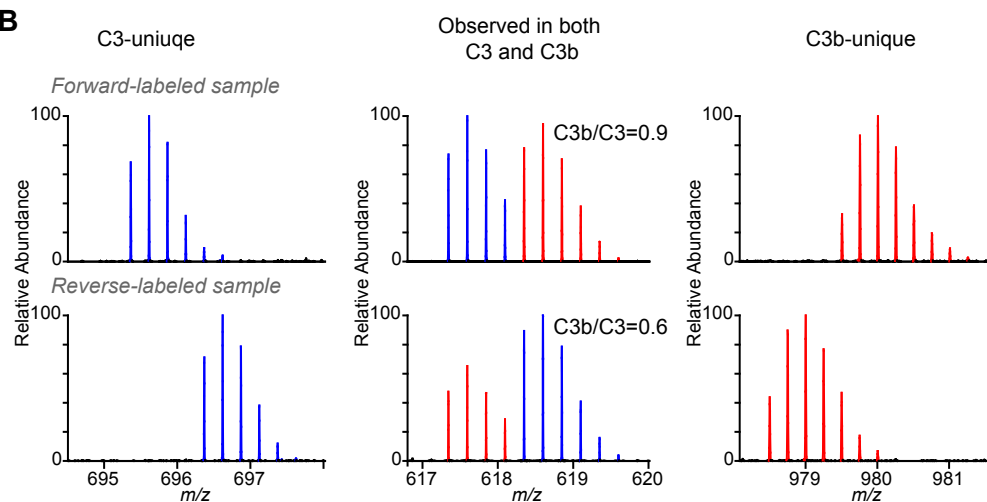 B
C3-uniuqe
Observed in both
C3 and C3b
C3b-unique
Forward-labeled sample
100
0
Relative Abundance
100
0
Relative Abundance
C3b/C3=0.9
100
0
Relative Abundance
Reverse-labeled sample
100
0
695
696
697
m/z
100
0
C3b/C3=0.6
617
618
619
620
m/z
100
0
979
980
981
m/z